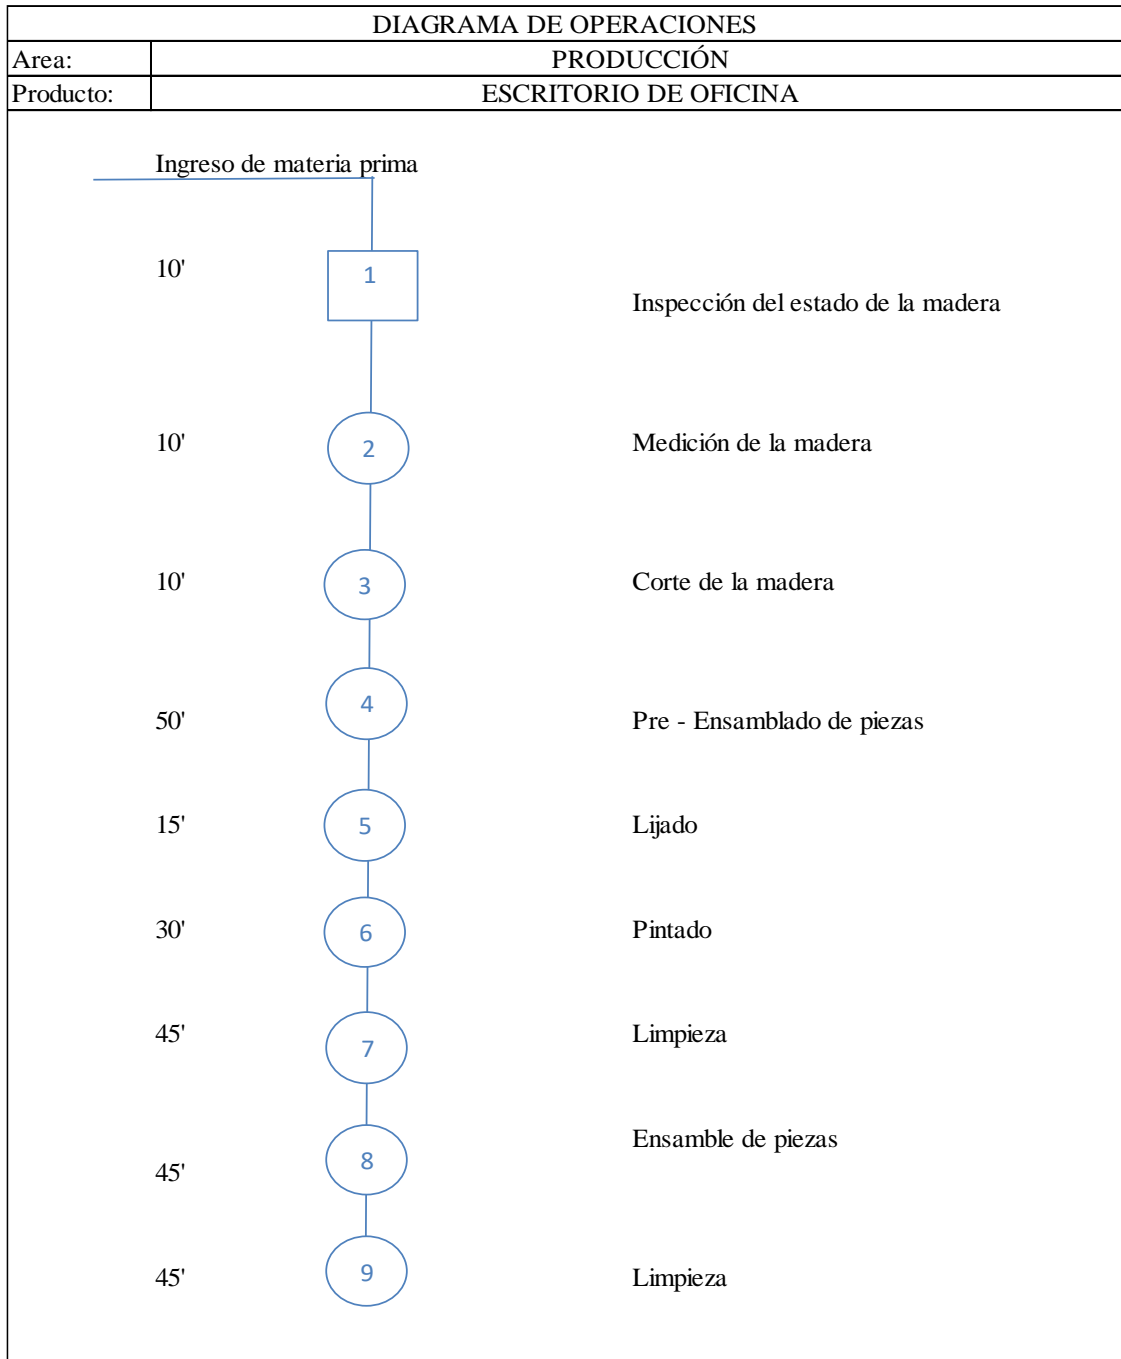 DIAGRAMA DE OPERACIONES
Area: PRODUCCIÓN
Producto: ESCRITORIO DE OFICINA
Ingreso de materia prima
10' 1
Inspección del estado de la madera
10' 2 Medición de la madera
10' 3 Corte de la madera
4
50' Pre - Ensamblado de piezas
15' 5 Lijado
30' 6 Pintado
45' 7 Limpieza
Ensamble de piezas
45' 8
45' 9 Limpieza